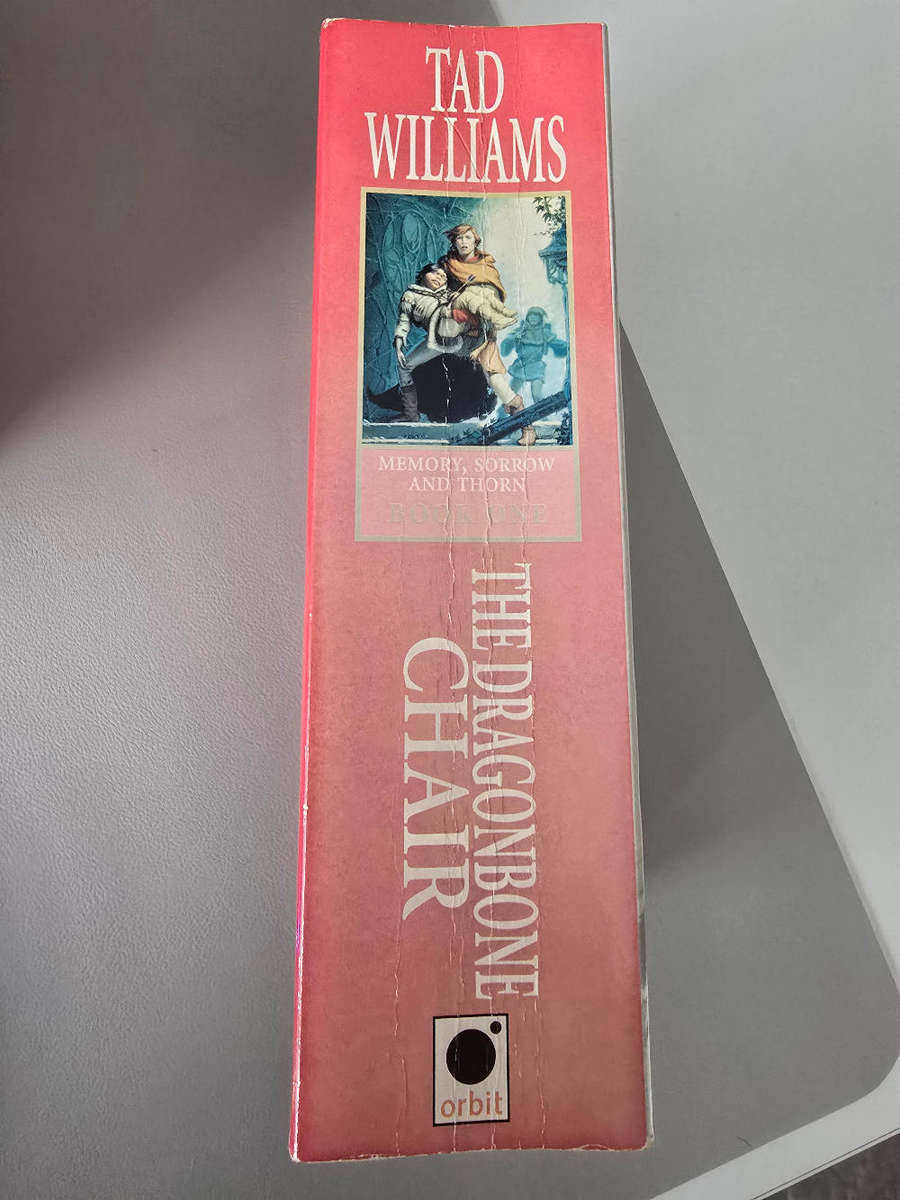 TAD
WILLIAMS
MEMORY, SORROW
AND THORN
BOOK ONE
THE DRAGONBONE
CHAIR
orbit